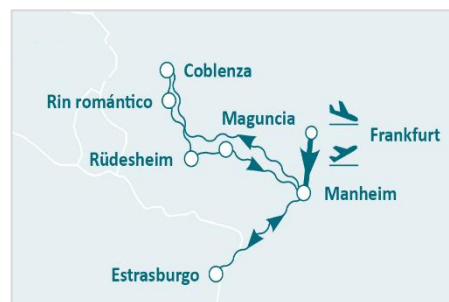 Coblenza
Rin romántico
Maguncia
Frankfurt
Rüdesheim
Manheim
Estrasburgo